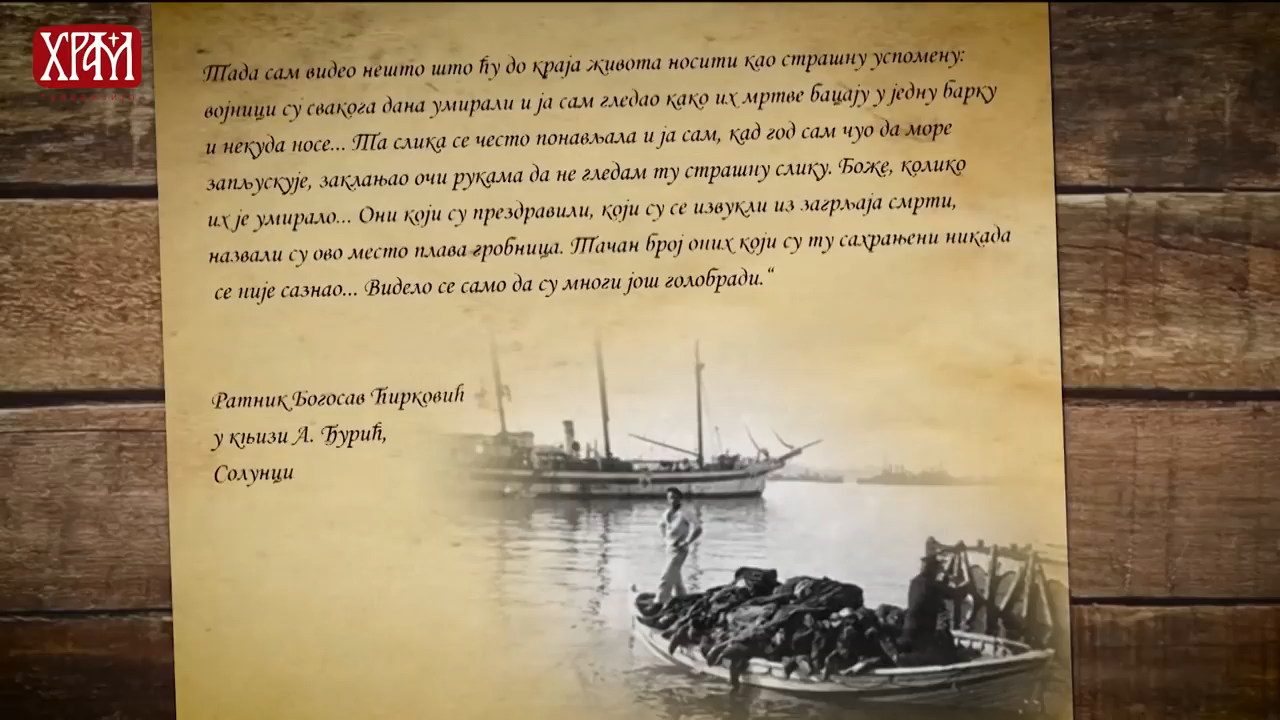 ХРАМ
Тада сам видео нешто што ћу до краја живота носити као страшну успомену:
војници су свакога дана умирали и ја сам гледао како их мртве бацају у једну барку
и некуда носе... Та слика се често понављала и ја сам, кад год сам чуо да море
запљускује, заклањао очи рукама да не гледам ту страшну слику. Боже, колико
их је умирало... Они који су прездравили, који су се извукли из загрљаја смрти,
назвали су ово место плава гробница. Тачан број оних који су ту сахрањени никада
се није сазнао... Видело се само да су многи још голобради.“
Ратник Богосав Ћирковић
у књизи А. Ђурић,
Солунци